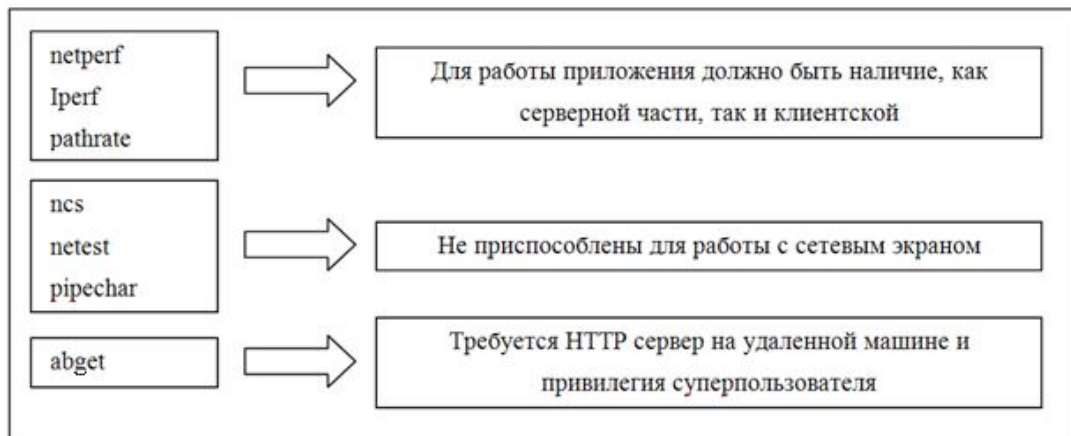 netperf
Iperf
pathrate
Для работы приложения должно быть наличие, как
серверной части, так и клиентской
ncs
netest
pipechar
Не приспособлены для работы с сетевым экраном
abget
Требуется HTTP сервер на удаленной машине и
привилегия суперпользователя